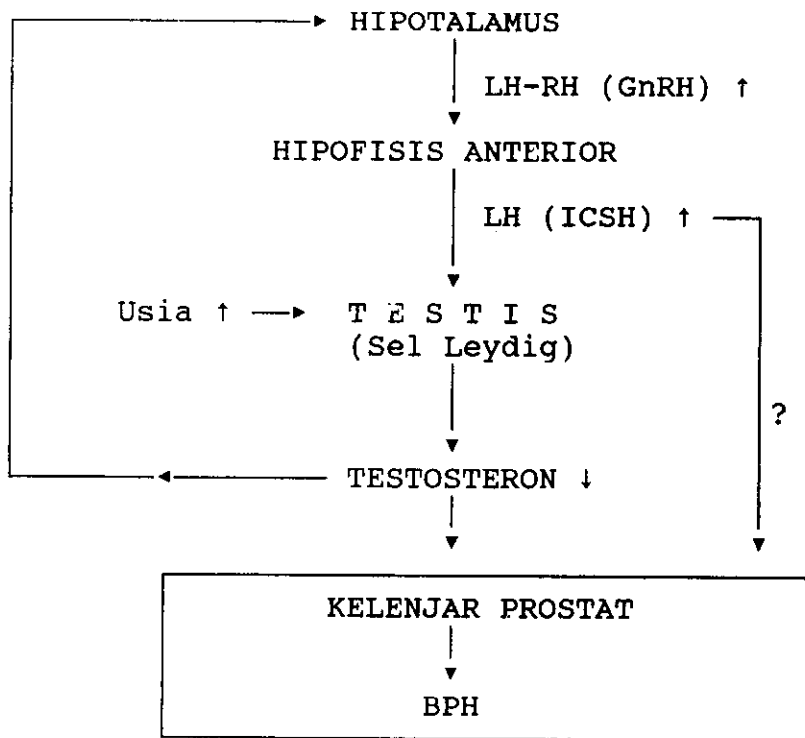 HIPOTALAMUS
LH-RH (GnRH) ↑
HIPOFISIS ANTERIOR
LH (ICSH) ↑
Usia ↑
T E S T I S
(Sel Leydig)
?
TESTOSTERON ↓
KELENJAR PROSTAT
BPH